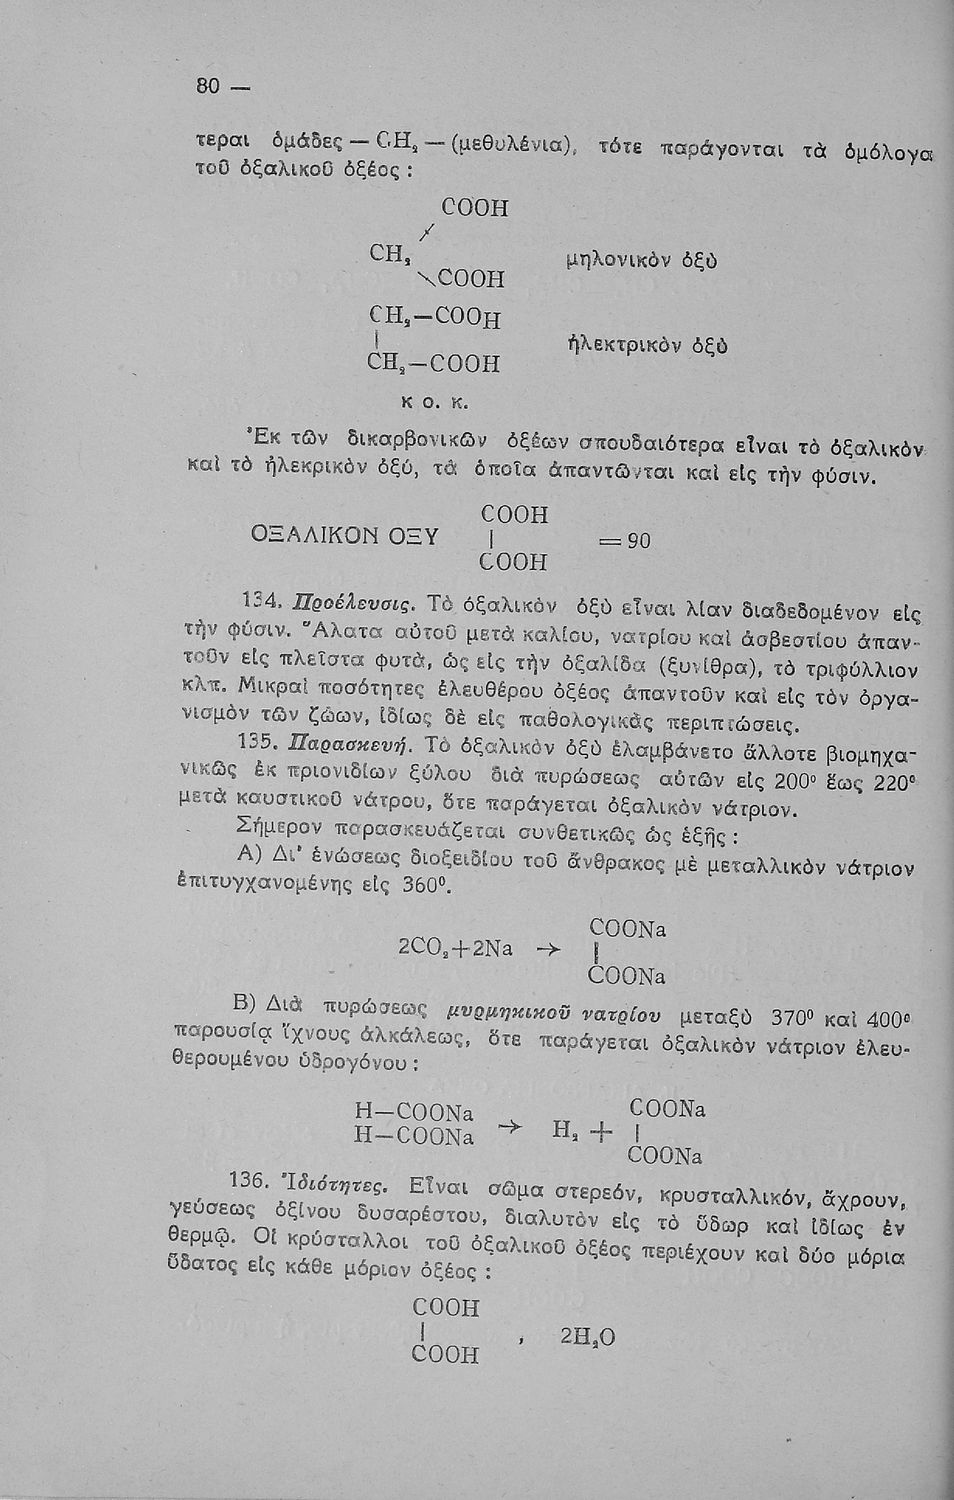 80 —
τεραι ὁμάδες — CH₂ — (μεθυλένια), τότε παράγονται τὰ ὁμόλογα
τοῦ ὀξαλικοῦ ὀξέος :
COOH
/
CH₂ μηλονικὸν ὀξὺ
\COOH
CH₂—COOH
| ἠλεκτρικὸν ὀξὺ
CH₂—COOH
κ ο. κ.
Ἐκ τῶν δικαρβονικῶν ὀξέων σπουδαιότερα εἶναι τὸ ὀξαλικὸν
καὶ τὸ ἠλεκρικὸν ὀξύ, τὰ ὁποῖα ἀπαντῶνται καὶ εἰς τὴν φύσιν.
COOH
ΟΞΑΛΙΚΟΝ ΟΞΥ | = 90
COOH
134. Προέλευσις. Τὸ ὀξαλικὸν ὀξὺ εἶναι λίαν διαδεδομένον εἰς
τὴν φύσιν. Ἅλατα αὐτοῦ μετὰ καλίου, νατρίου καὶ ἀσβεστίου ἀπαν-
τοῦν εἰς πλεῖστα φυτὰ, ὡς εἰς τὴν ὀξαλίδα (ξυνίθρα), τὸ τριφύλλιον
κλπ. Μικραὶ ποσότητες ἐλευθέρου ὀξέος ἀπαντοῦν καὶ εἰς τὸν ὀργα-
νισμὸν τῶν ζώων, ἰδίως δὲ εἰς παθολογικὰς περιπτώσεις.
135. Παρασκευή. Τὸ ὀξαλικὸν ὀξὺ ἐλαμβάνετο ἄλλοτε βιομηχα-
νικῶς ἐκ πριονιδίων ξύλου διὰ πυρώσεως αὐτῶν εἰς 200⁰ ἕως 220⁰
μετὰ καυστικοῦ νάτρου, ὅτε παράγεται ὀξαλικὸν νάτριον.
Σήμερον παρασκευάζεται συνθετικῶς ὡς ἑξῆς :
Α) Δι' ἑνώσεως διοξειδίου τοῦ ἄνθρακος μὲ μεταλλικὸν νάτριον
ἐπιτυγχανομένης εἰς 360⁰.
COONa
2CO₂+2Na → |
COONa
Β) Διὰ πυρώσεως μυρμηκικοῦ νατρίου μεταξὺ 370⁰ καὶ 400⁰
παρουσίᾳ ἴχνους ἀλκάλεως, ὅτε παράγεται ὀξαλικὸν νάτριον ἐλευ-
θερουμένου ὑδρογόνου :
H—COONa COONa
H—COONa → H₂ + |
COONa
136. Ἰδιότητες. Εἶναι σῶμα στερεόν, κρυσταλλικόν, ἄχρουν,
γεύσεως ὀξίνου δυσαρέστου, διαλυτὸν εἰς τὸ ὕδωρ καὶ ἰδίως ἐν
θερμῷ. Οἱ κρύσταλλοι τοῦ ὀξαλικοῦ ὀξέος περιέχουν καὶ δύο μόρια
ὕδατος εἰς κάθε μόριον ὀξέος :
COOH
| , 2H₂O
COOH